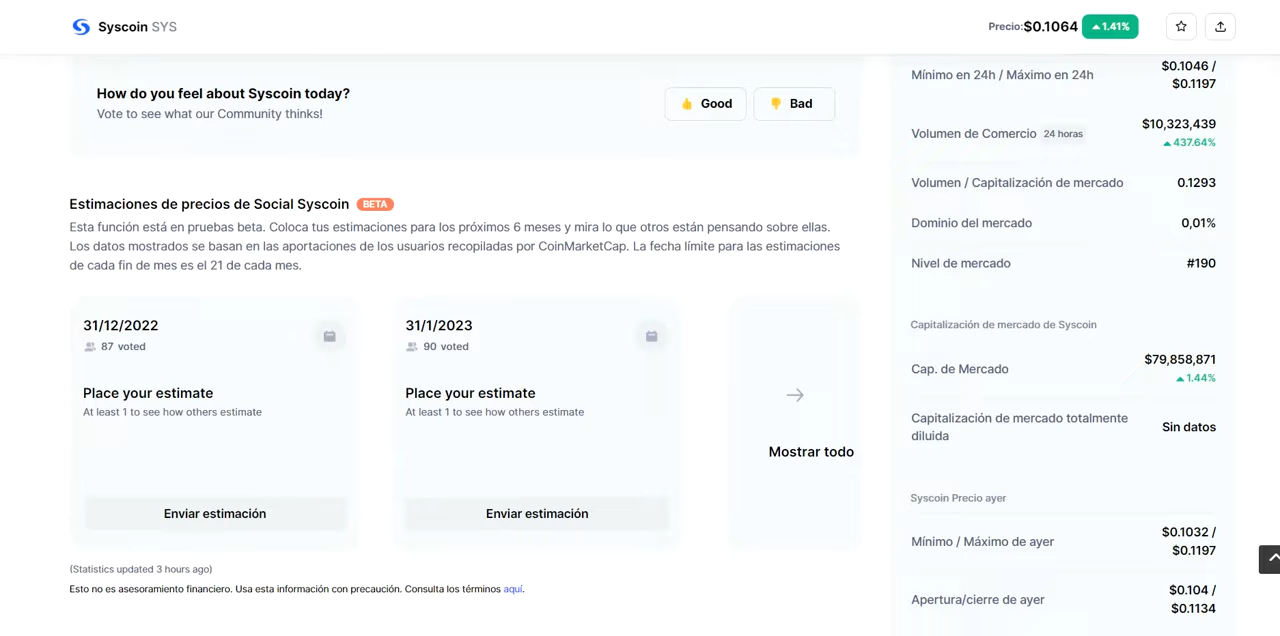 Syscoin SYS
Precio:$0.1064 1.41%
How do you feel about Syscoin today?
Vote to see what our Community thinks!
Good
Bad
Estimaciones de precios de Social Syscoin BETA
Esta función está en pruebas beta. Coloca tus estimaciones para los próximos 6 meses y mira lo que otros están pensando sobre ellas.
Los datos mostrados se basan en las aportaciones de los usuarios recopiladas por CoinMarketCap. La fecha límite para las estimaciones
de cada fin de mes es el 21 de cada mes.
31/12/2022
87 voted
Place your estimate
At least 1 to see how others estimate
Enviar estimación
31/1/2023
90 voted
Place your estimate
At least 1 to see how others estimate
Enviar estimación
Mostrar todo
(Statistics updated 3 hours ago)
Esto no es asesoramiento financiero. Usa esta información con precaución. Consulta los términos aquí.
Mínimo en 24h / Máximo en 24h
$0.1046 /
$0.1197
Volumen de Comercio 24 horas
$10,323,439
437.64%
Volumen / Capitalización de mercado
0.1293
Dominio del mercado
0,01%
Nivel de mercado
#190
Capitalización de mercado de Syscoin
Cap. de Mercado
$79,858,871
1.44%
Capitalización de mercado totalmente
diluida
Sin datos
Syscoin Precio ayer
Mínimo / Máximo de ayer
$0.1032 /
$0.1197
Apertura/cierre de ayer
$0.104 /
$0.1134